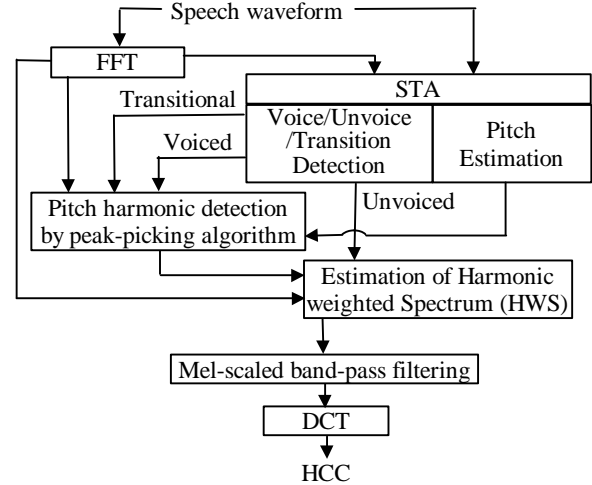 Speech waveform
FFT
STA
Transitional
Voice/Unvoice
/Transition
Detection
Pitch
Estimation
Voiced
Unvoiced
Pitch harmonic detection
by peak-picking algorithm
Estimation of Harmonic
weighted Spectrum (HWS)
Mel-scaled band-pass filtering
DCT
HCC